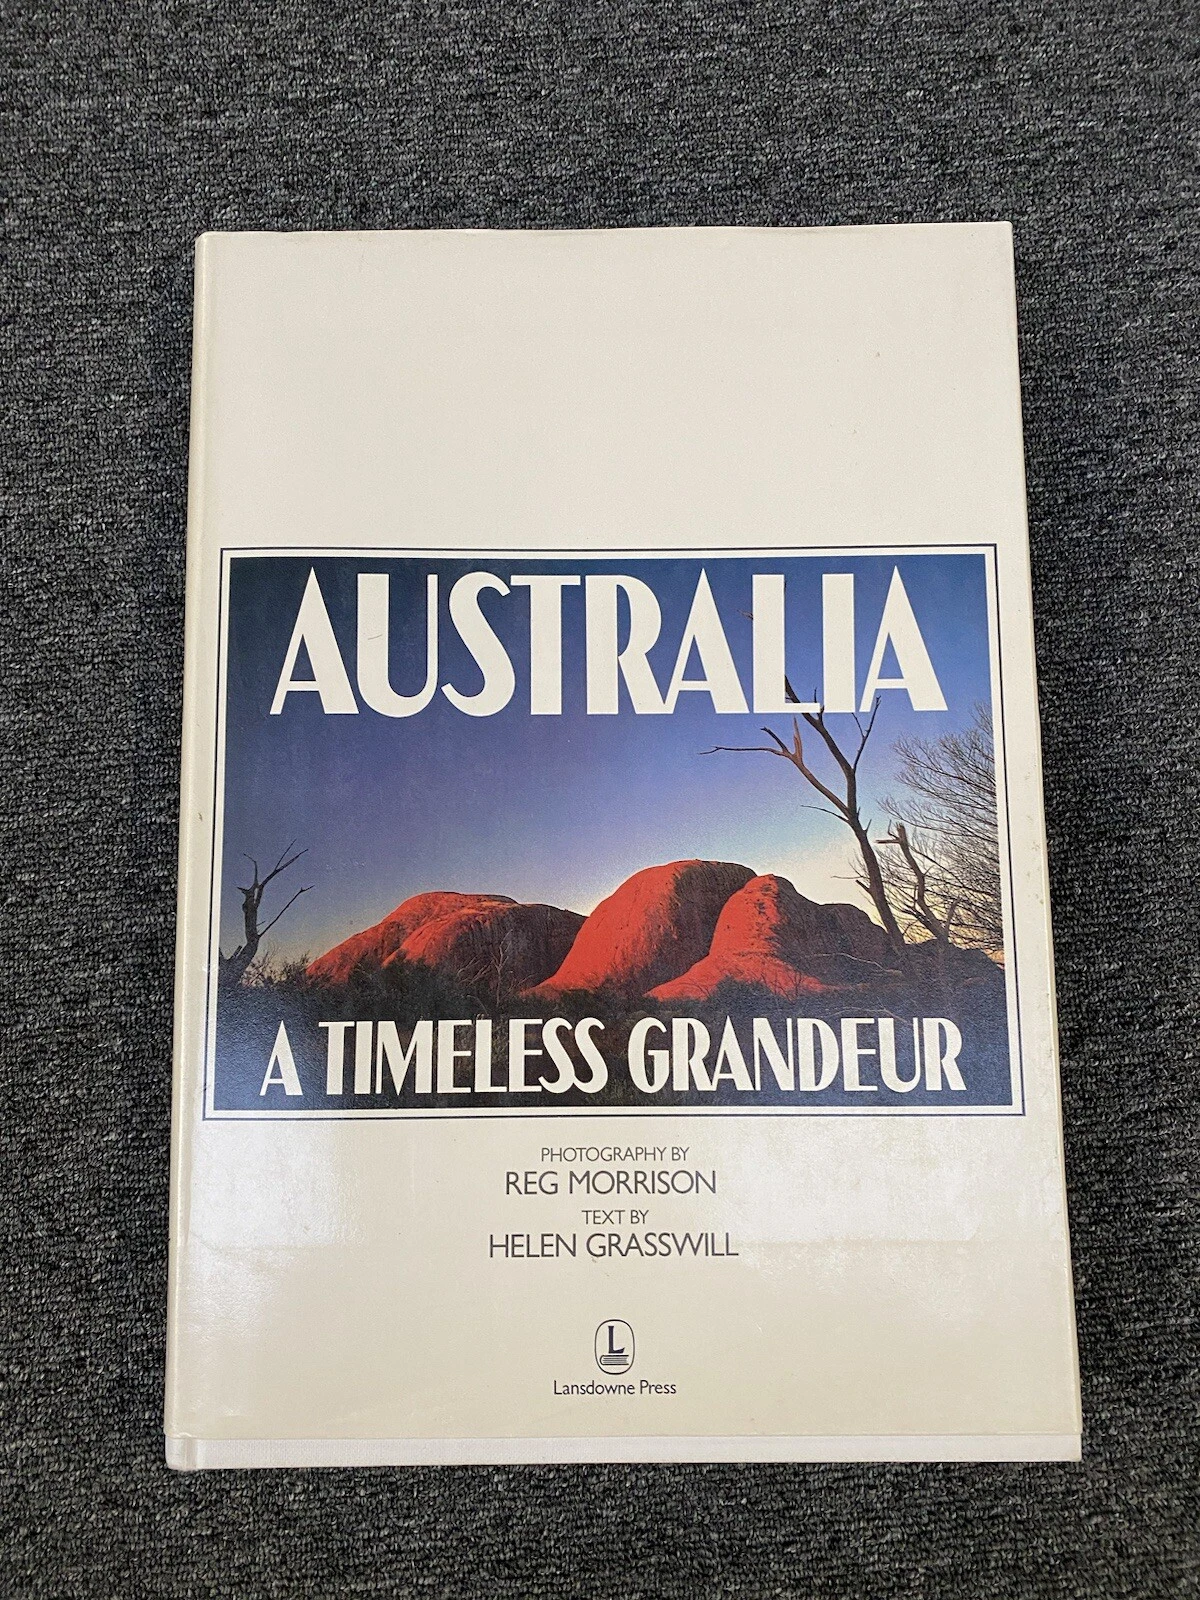 AUSTRALIA
A TIMELESS GRANDEUR
PHOTOGRAPHY BY
REG MORRISON
TEXT BY
HELEN GRASSWILL
L
Lansdowne Press